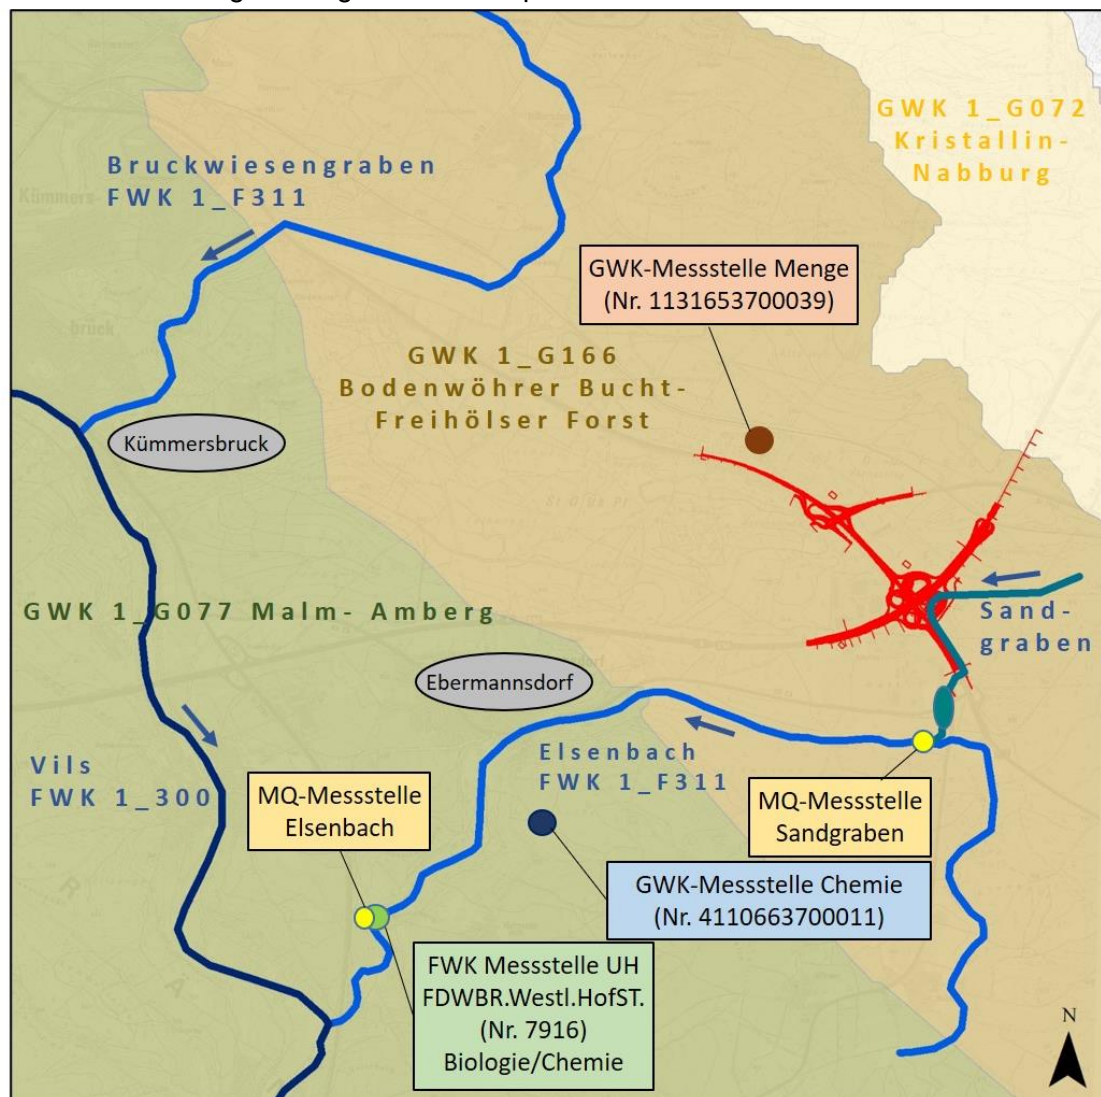 GWK 1_G072
Kristallin-
Nabburg
Bruckwiesengraben
FWK 1_F311
GWK-Messstelle Menge
(Nr. 1131653700039)
GWK 1_G166
Bodenwöhrer Bucht-
Freihölser Forst
Kümmersbruck
GWK 1_G077 Malm- Amberg
Sand-
graben
Ebermannsdorf
Elsenbach
FWK 1_F311
Vils
FWK 1_300
MQ-Messstelle
Elsenbach
MQ-Messstelle
Sandgraben
GWK-Messstelle Chemie
(Nr. 4110663700011)
FWK Messstelle UH
FDWBR.Westl.HofST.
(Nr. 7916)
Biologie/Chemie
N